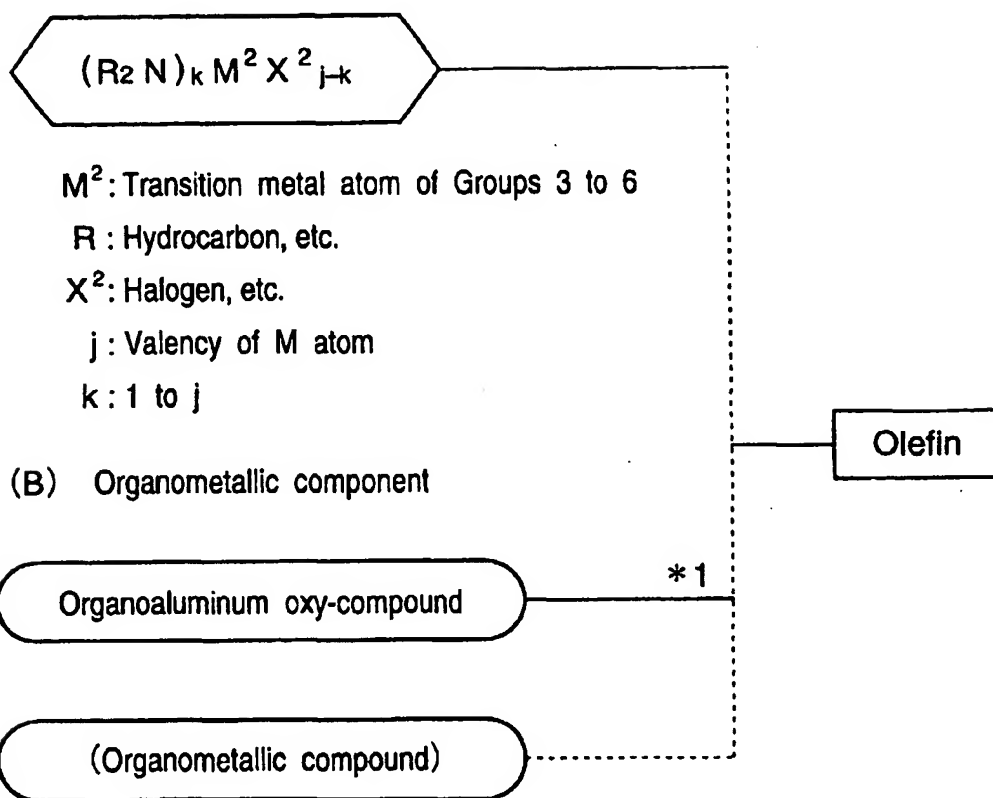 (R2 N)k M² X² j-k
M² : Transition metal atom of Groups 3 to 6
R : Hydrocarbon, etc.
X² : Halogen, etc.
j : Valency of M atom
k : 1 to j
Olefin
(B) Organometallic component
*1
Organoaluminum oxy-compound
(Organometallic compound)